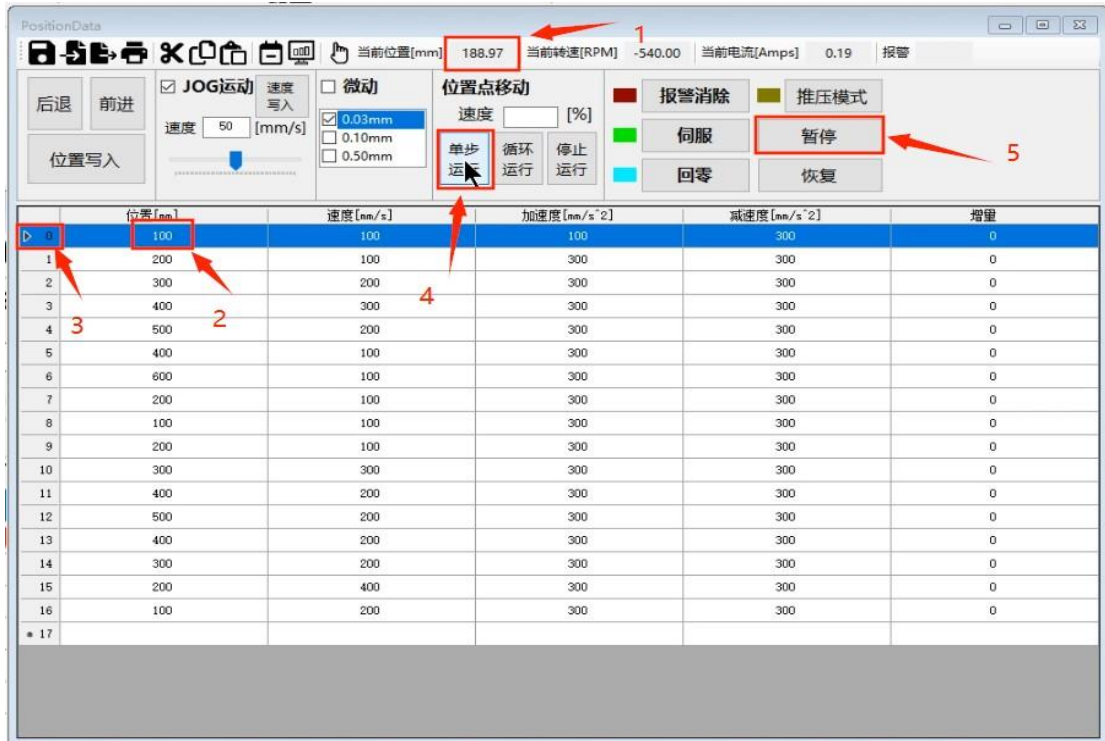 PositionData
当前位置[mm] 188.97 当前转速[RPM] -540.00 当前电流[Amps] 0.19 报警
1
后退 前进
位置写入
JOG运动 速度写入
速度 50 [mm/s]
微动
0.03mm
0.10mm
0.50mm
位置点移动
速度 [%]
单步运行 循环运行 停止运行
报警消除 推压模式
伺服 暂停
回零 恢复
5
位置[mm] 速度[mm/s] 加速度[mm/s^2] 减速度[mm/s^2] 增量
0 100 100 100 300 0
1 200 100 300 300 0
2 300 200 300 300 0
3 400 300 300 300 0
4 500 200 300 300 0
5 400 100 300 300 0
6 600 100 300 300 0
7 200 100 300 300 0
8 100 100 300 300 0
9 200 100 300 300 0
10 300 300 300 300 0
11 400 200 300 300 0
12 500 200 300 300 0
13 400 200 300 300 0
14 300 200 300 300 0
15 200 400 300 300 0
16 100 200 300 300 0
17
3
2
4